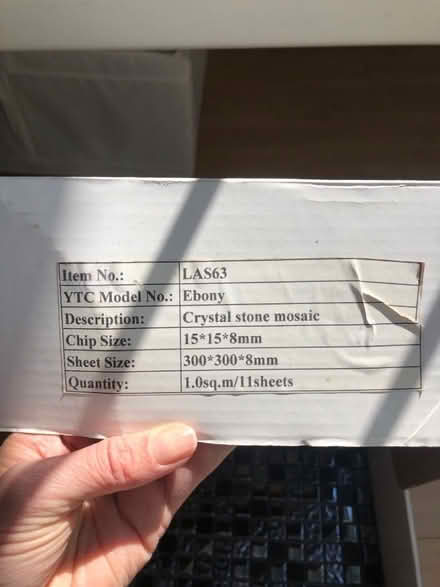 Item No.: LAS63
YTC Model No.: Ebony
Description: Crystal stone mosaic
Chip Size: 15*15*8mm
Sheet Size: 300*300*8mm
Quantity: 1.0sq.m/11sheets